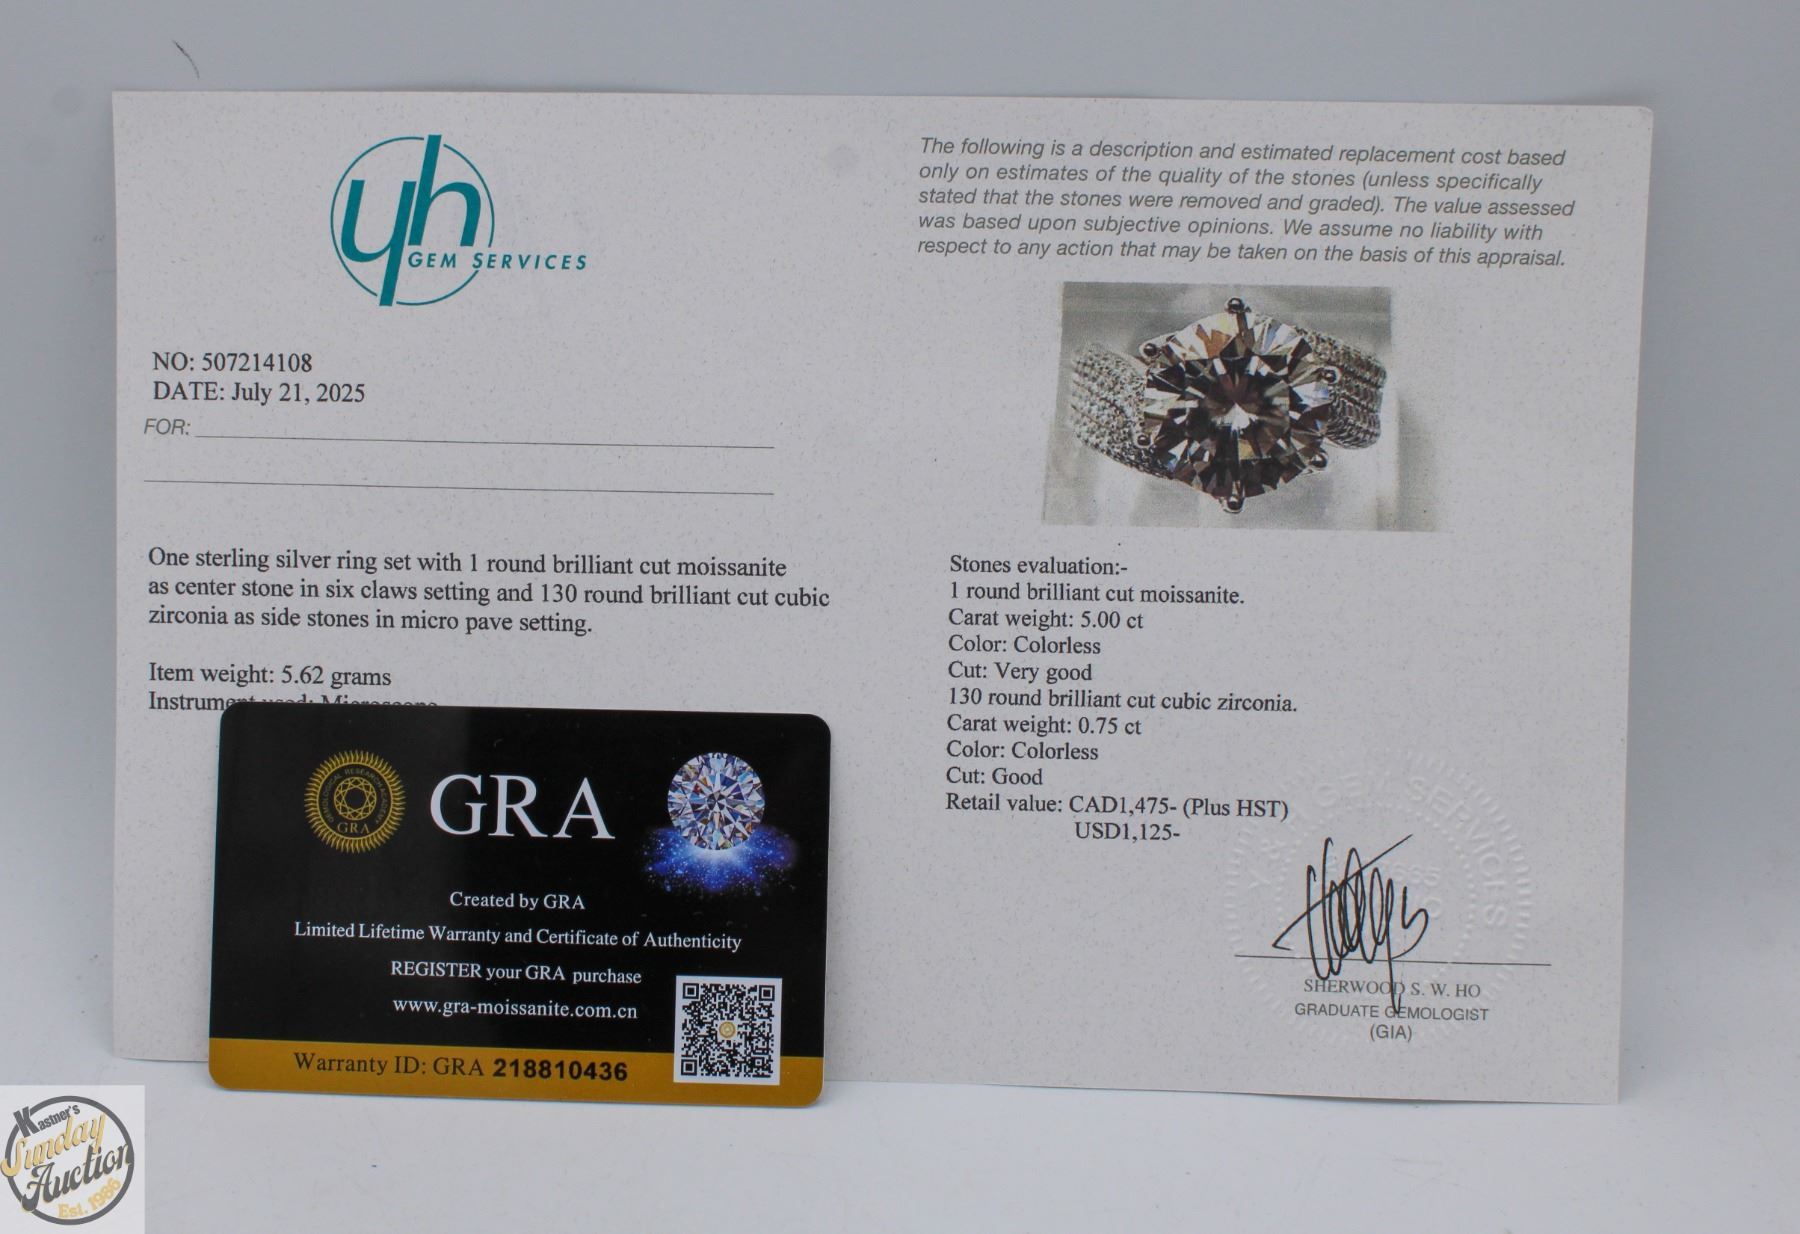 yh
GEM SERVICES
NO: 507214108
DATE: July 21, 2025
FOR:
One sterling silver ring set with 1 round brilliant cut moissanite
as center stone in six claws setting and 130 round brilliant cut cubic
zirconia as side stones in micro pave setting.
Item weight: 5.62 grams
Instrument used: Microscope
The following is a description and estimated replacement cost based
only on estimates of the quality of the stones (unless specifically
stated that the stones were removed and graded). The value assessed
was based upon subjective opinions. We assume no liability with
respect to any action that may be taken on the basis of this appraisal.
Stones evaluation:-
1 round brilliant cut moissanite.
Carat weight: 5.00 ct
Color: Colorless
Cut: Very good
130 round brilliant cut cubic zirconia.
Carat weight: 0.75 ct
Color: Colorless
Cut: Good
Retail value: CAD1,475- (Plus HST)
USD1,125-
SHERWOOD S. W. HO
GRADUATE GEMOLOGIST
(GIA)
GEMOLOGICAL RESEARCH ACADEMY
GRA
GRA
Created by GRA
Limited Lifetime Warranty and Certificate of Authenticity
REGISTER your GRA purchase
www.gra-moissanite.com.cn
Warranty ID: GRA 218810436
Kastner's
Sunday
Auction
Est. 1986